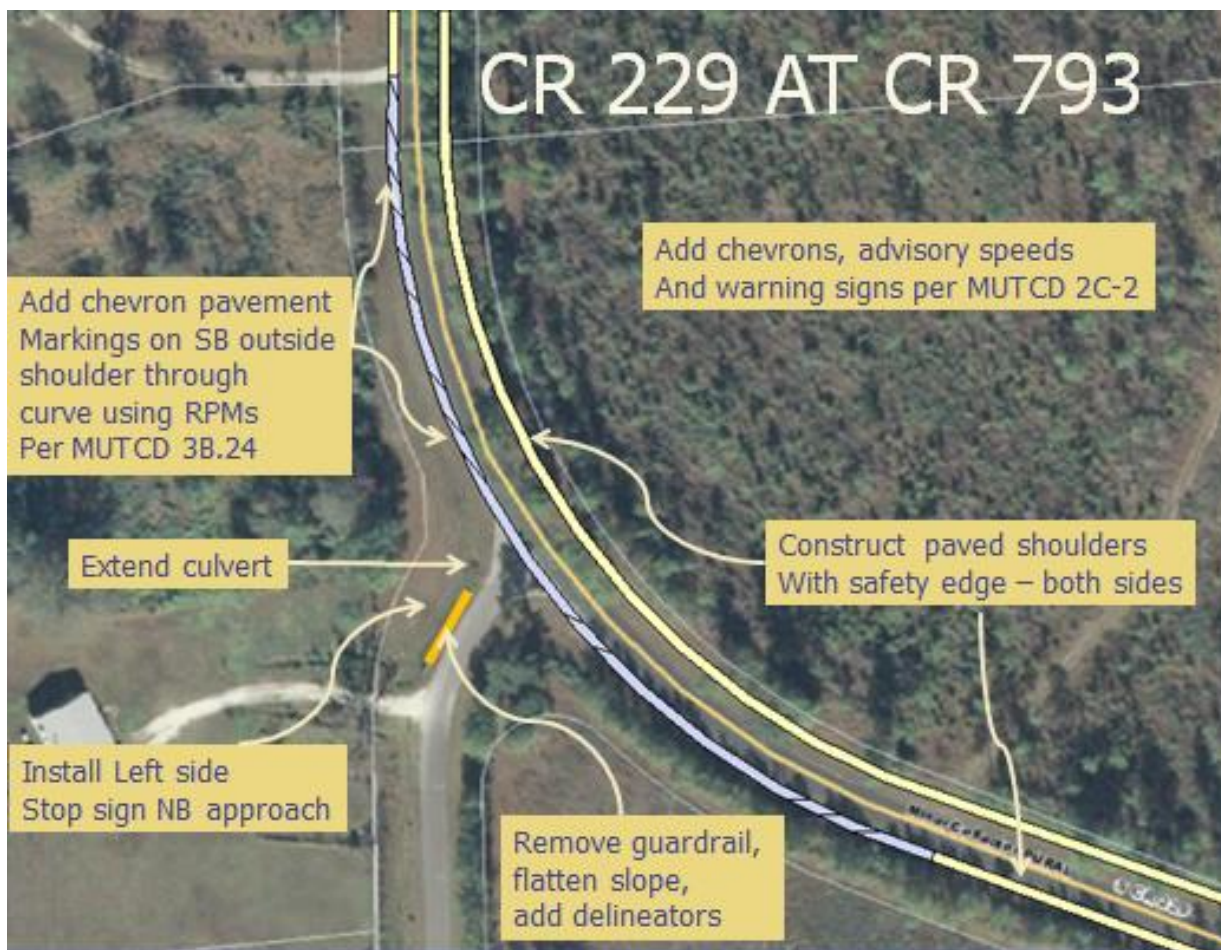 CR 229 AT CR 793
Add chevrons, advisory speeds
And warning signs per MUTCD 2C-2
Add chevron pavement
Markings on SB outside
shoulder through
curve using RPMs
Per MUTCD 3B.24
Extend culvert
Construct paved shoulders
With safety edge – both sides
Install Left side
Stop sign NB approach
Remove guardrail,
flatten slope,
add delineators
RURAL